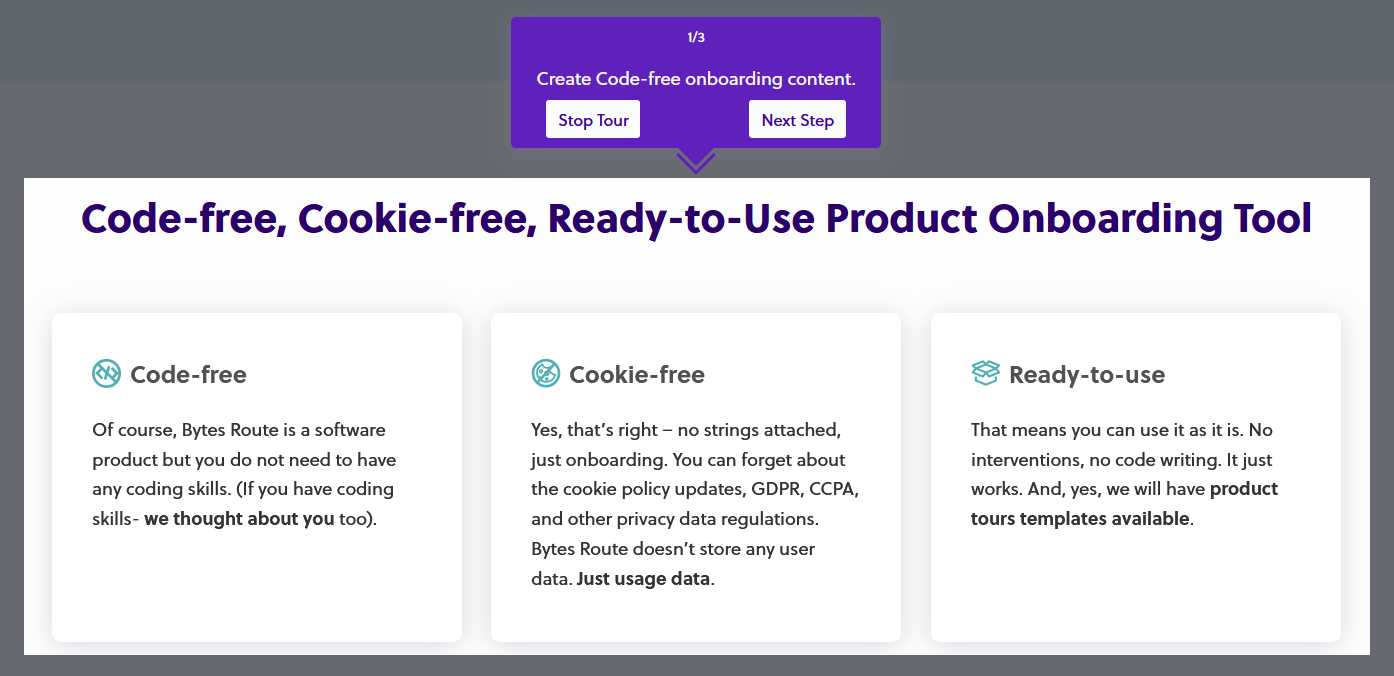 1/3
Create Code-free onboarding content.
Stop Tour
Next Step
Code-free, Cookie-free, Ready-to-Use Product Onboarding Tool
Code-free
Of course, Bytes Route is a software
product but you do not need to have
any coding skills. (If you have coding
skills- we thought about you too).
Cookie-free
Yes, that’s right – no strings attached,
just onboarding. You can forget about
the cookie policy updates, GDPR, CCPA,
and other privacy data regulations.
Bytes Route doesn’t store any user
data. Just usage data.
Ready-to-use
That means you can use it as it is. No
interventions, no code writing. It just
works. And, yes, we will have product
tours templates available.